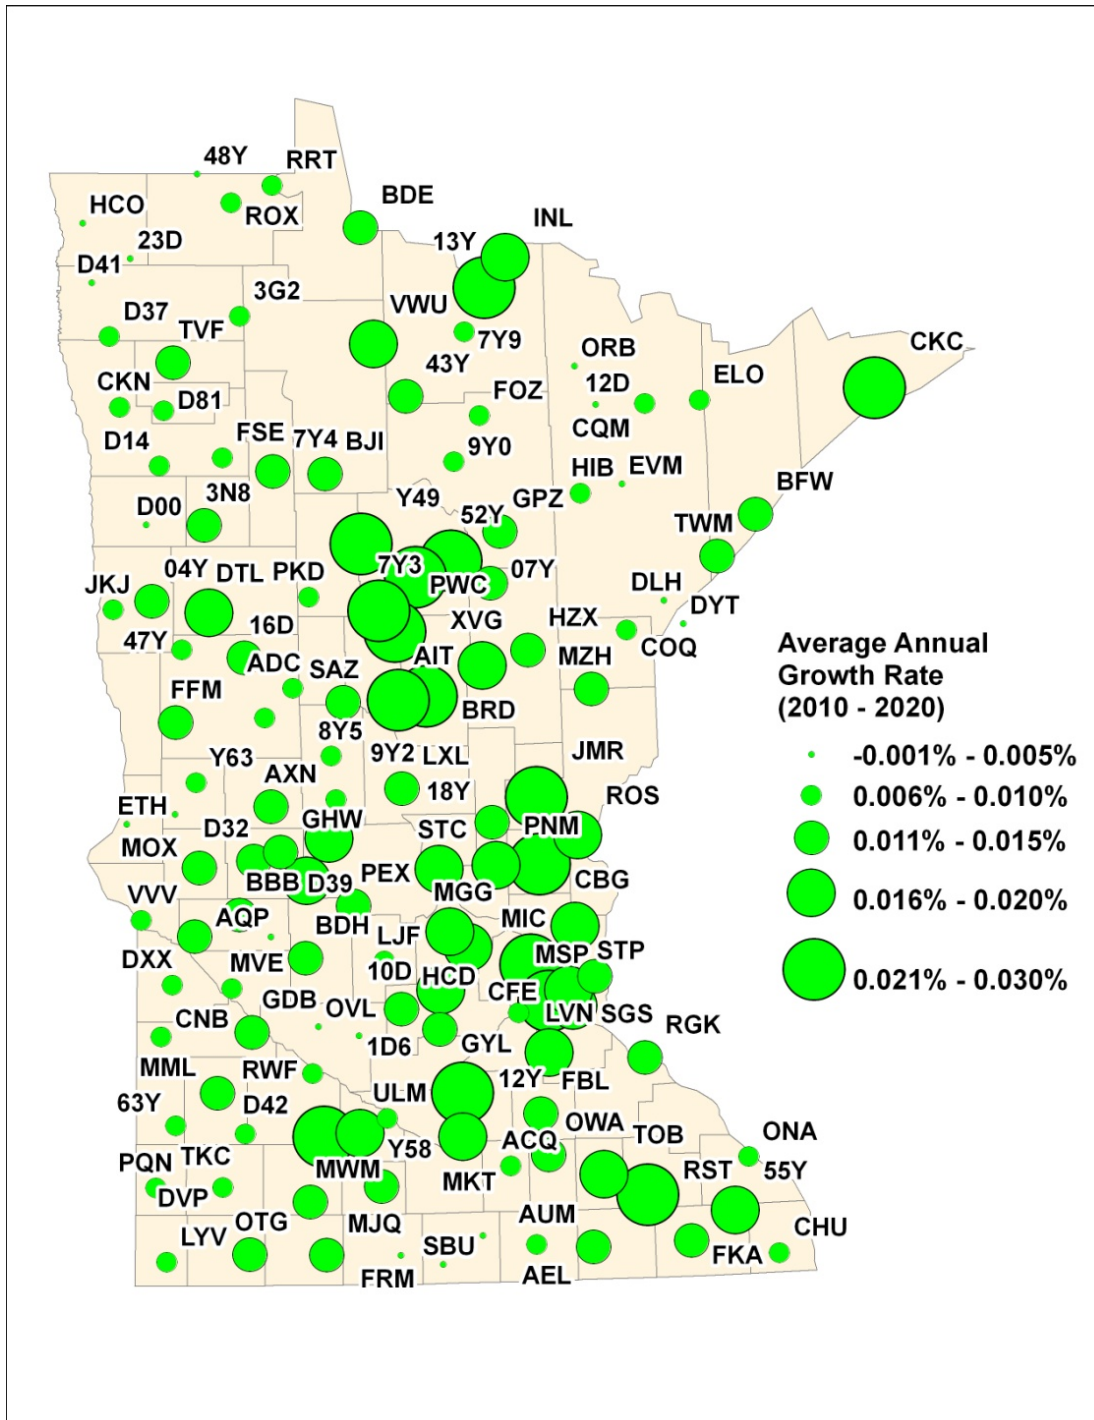 48Y
RRT
BDE
HCO
ROX
INL
23D
13Y
D41
3G2
VWU
D37
TVF
7Y9
CKC
43Y
ORB
CKN
D81
FOZ
12D
ELO
CQM
D14
FSE
7Y4
BJI
9Y0
HIB
EVM
BFW
3N8
Y49
GPZ
D00
52Y
TWM
04Y
DTL
PKD
7Y3
PWC
07Y
JKJ
DLH
DYT
16D
XVG
HZX
47Y
COQ
ADC
SAZ
AIT
MZH
FFM
BRD
8Y5
Y63
9Y2
LXL
JMR
AXN
18Y
ETH
ROS
D32
GHW
STC
PNM
MOX
PEX
BBB
D39
CBG
VVV
MGG
AQP
BDH
MIC
LJF
MSP
STP
DXX
MVE
10D
HCD
CFE
GDB
OVL
LVN
SGS
CNB
RGK
1D6
GYL
MML
RWF
12Y
FBL
63Y
ULM
D42
OWA
TOB
ONA
TKC
Y58
ACQ
PQN
MWM
RST
55Y
DVP
MKT
OTG
MJQ
AUM
CHU
LYV
SBU
FKA
FRM
AEL
Average Annual
Growth Rate
(2010 - 2020)
-0.001% - 0.005%
0.006% - 0.010%
0.011% - 0.015%
0.016% - 0.020%
0.021% - 0.030%